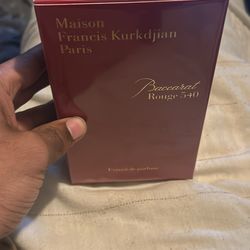 Maison
Francis Kurkdjian
Paris
Baccarat
Rouge 540
Extrait de parfum